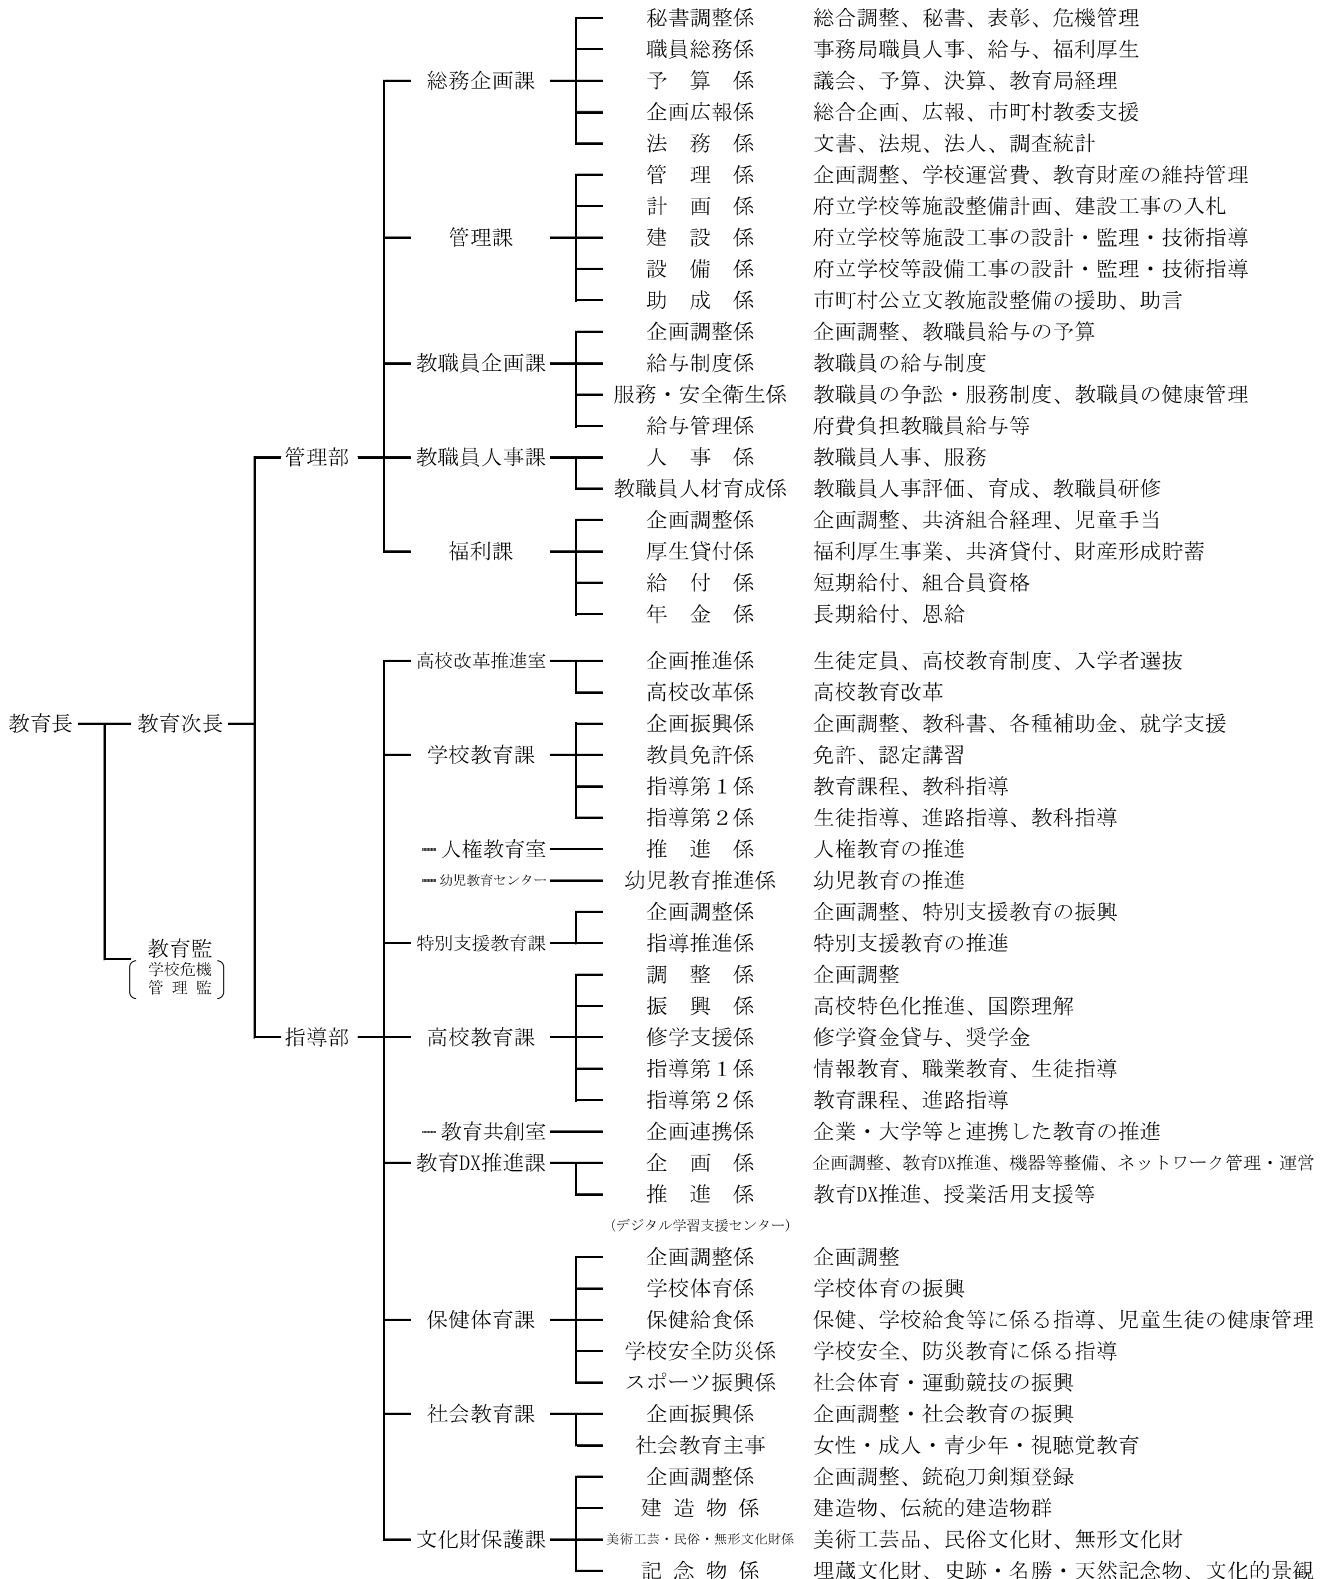 秘書調整係 総合調整、秘書、表彰、危機管理
職員総務係 事務局職員人事、給与、福利厚生
総務企画課 予算係 議会、予算、決算、教育局経理
企画広報係 総合企画、広報、市町村教委支援
法務係 文書、法規、法人、調査統計
管理係 企画調整、学校運営費、教育財産の維持管理
計画係 府立学校等施設整備計画、建設工事の入札
管理課 建設係 府立学校等施設工事の設計・監理・技術指導
設備係 府立学校等設備工事の設計・監理・技術指導
助成係 市町村公立文教施設整備の援助、助言
企画調整係 企画調整、教職員給与の予算
教職員企画課 給与制度係 教職員の給与制度
服務・安全衛生係 教職員の争訟・服務制度、教職員の健康管理
給与管理係 府費負担教職員給与等
管理部 教職員人事課 人事係 教職員人事、服務
教職員人材育成係 教職員人事評価、育成、教職員研修
企画調整係 企画調整、共済組合経理、児童手当
福利課 厚生貸付係 福利厚生事業、共済貸付、財産形成貯蓄
給付係 短期給付、組合員資格
年金係 長期給付、恩給
高校改革推進室 企画推進係 生徒定員、高校教育制度、入学者選抜
高校改革係 高校教育改革
教育長 教育次長 企画振興係 企画調整、教科書、各種補助金、就学支援
学校教育課 教員免許係 免許、認定講習
指導第1係 教育課程、教科指導
指導第2係 生徒指導、進路指導、教科指導
人権教育室 推進係 人権教育の推進
幼児教育センター 幼児教育推進係 幼児教育の推進
企画調整係 企画調整、特別支援教育の振興
特別支援教育課 指導推進係 特別支援教育の推進
教育監
学校危機
管理監
調整係 企画調整
振興係 高校特色化推進、国際理解
指導部 高校教育課 修学支援係 修学資金貸与、奨学金
指導第1係 情報教育、職業教育、生徒指導
指導第2係 教育課程、進路指導
教育共創室 企画連携係 企業・大学等と連携した教育の推進
教育DX推進課 企画係 企画調整、教育DX推進、機器等整備、ネットワーク管理・運営
推進係 教育DX推進、授業活用支援等
(デジタル学習支援センター)
企画調整係 企画調整
学校体育係 学校体育の振興
保健体育課 保健給食係 保健、学校給食等に係る指導、児童生徒の健康管理
学校安全防災係 学校安全、防災教育に係る指導
スポーツ振興係 社会体育・運動競技の振興
社会教育課 企画振興係 企画調整・社会教育の振興
社会教育主事 女性・成人・青少年・視聴覚教育
企画調整係 企画調整、銃砲刀剣類登録
建造物係 建造物、伝統的建造物群
文化財保護課 美術工芸・民俗・無形文化財係 美術工芸品、民俗文化財、無形文化財
記念物係 埋蔵文化財、史跡・名勝・天然記念物、文化的景観